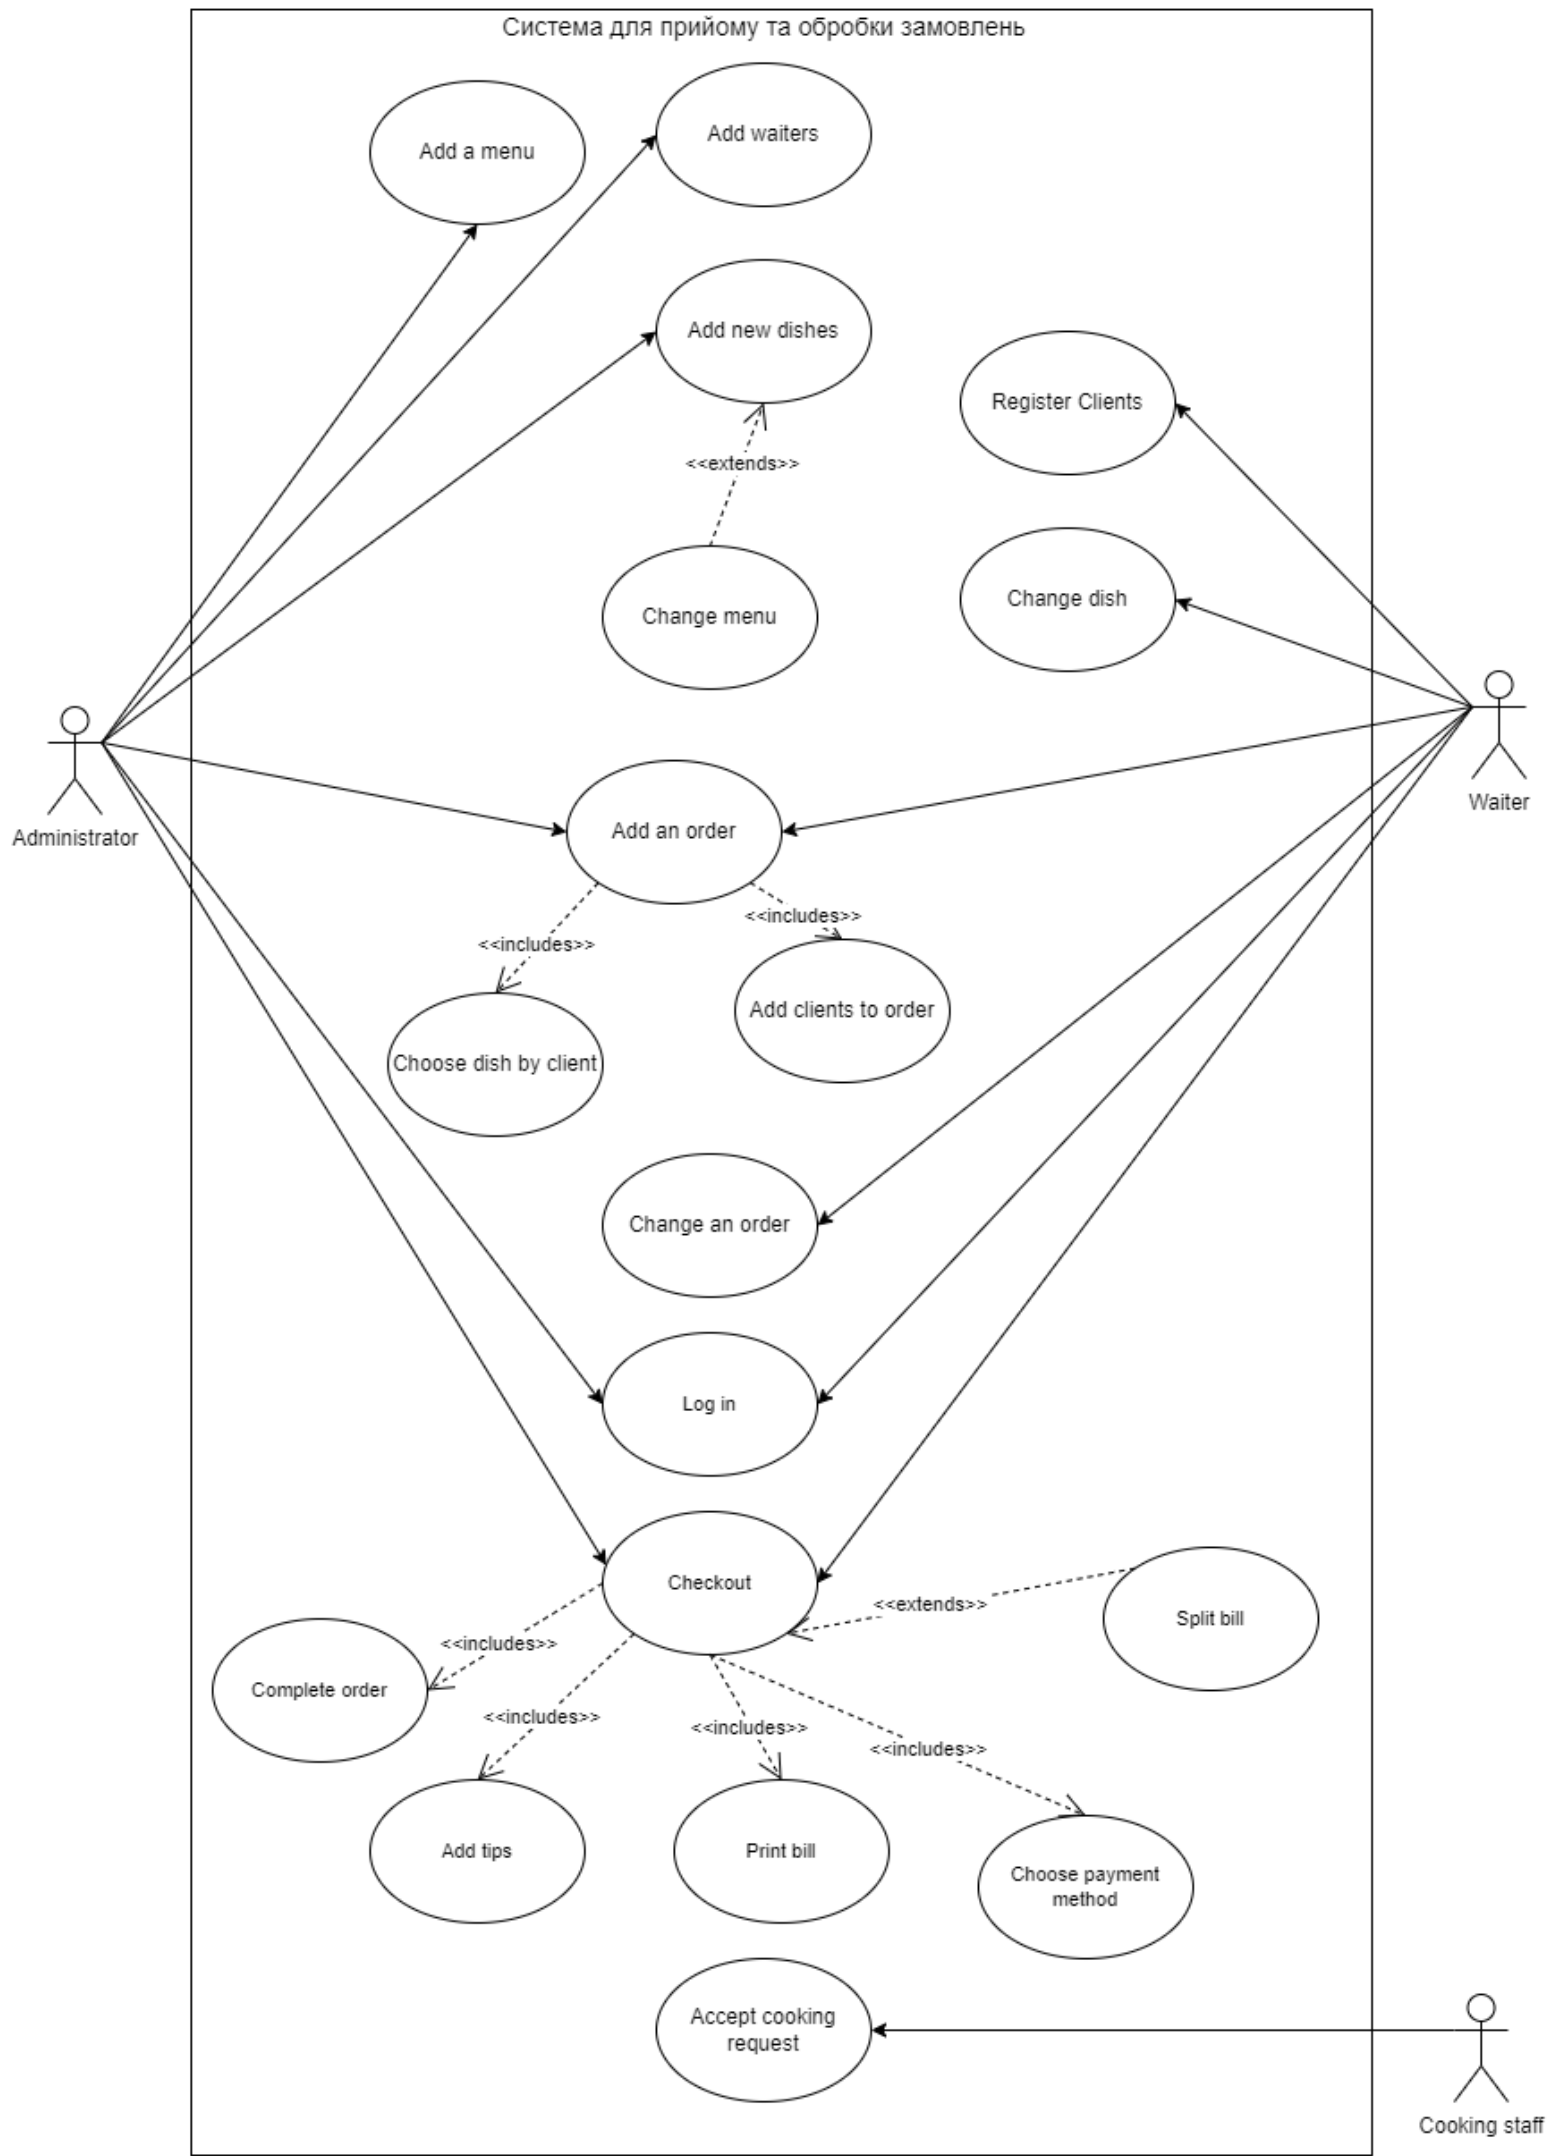 Система для прийому та обробки замовлень
Add waiters
Add a menu
Add new dishes
Register Clients
<<extends>>
Change dish
Change menu
Waiter
Administrator
Add an order
<<includes>>
<<includes>>
Add clients to order
Choose dish by client
Change an order
Log in
Checkout
<<extends>>
Split bill
<<includes>>
Complete order
<<includes>>
<<includes>>
<<includes>>
Add tips
Print bill
Choose payment
method
Accept cooking
request
Cooking staff